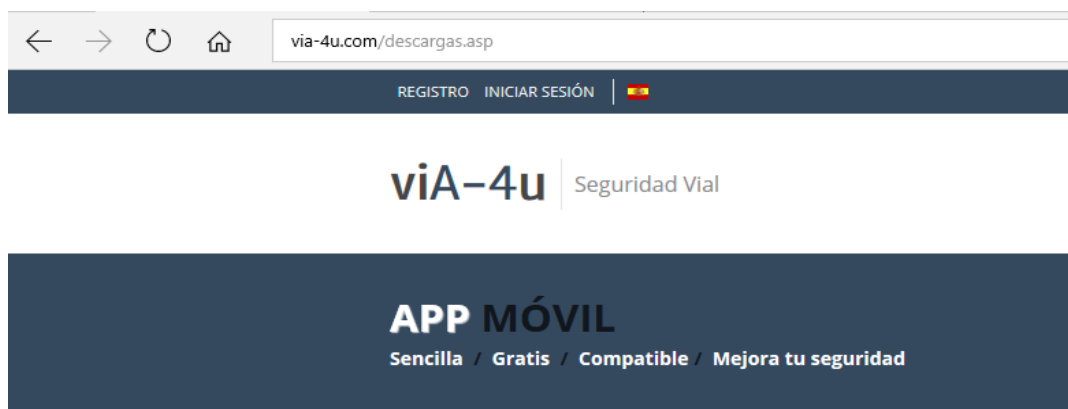 via-4u.com/descargas.asp
REGISTRO INICIAR SESIÓN
viA-4u Seguridad Vial
APP MÓVIL
Sencilla / Gratis / Compatible / Mejora tu seguridad